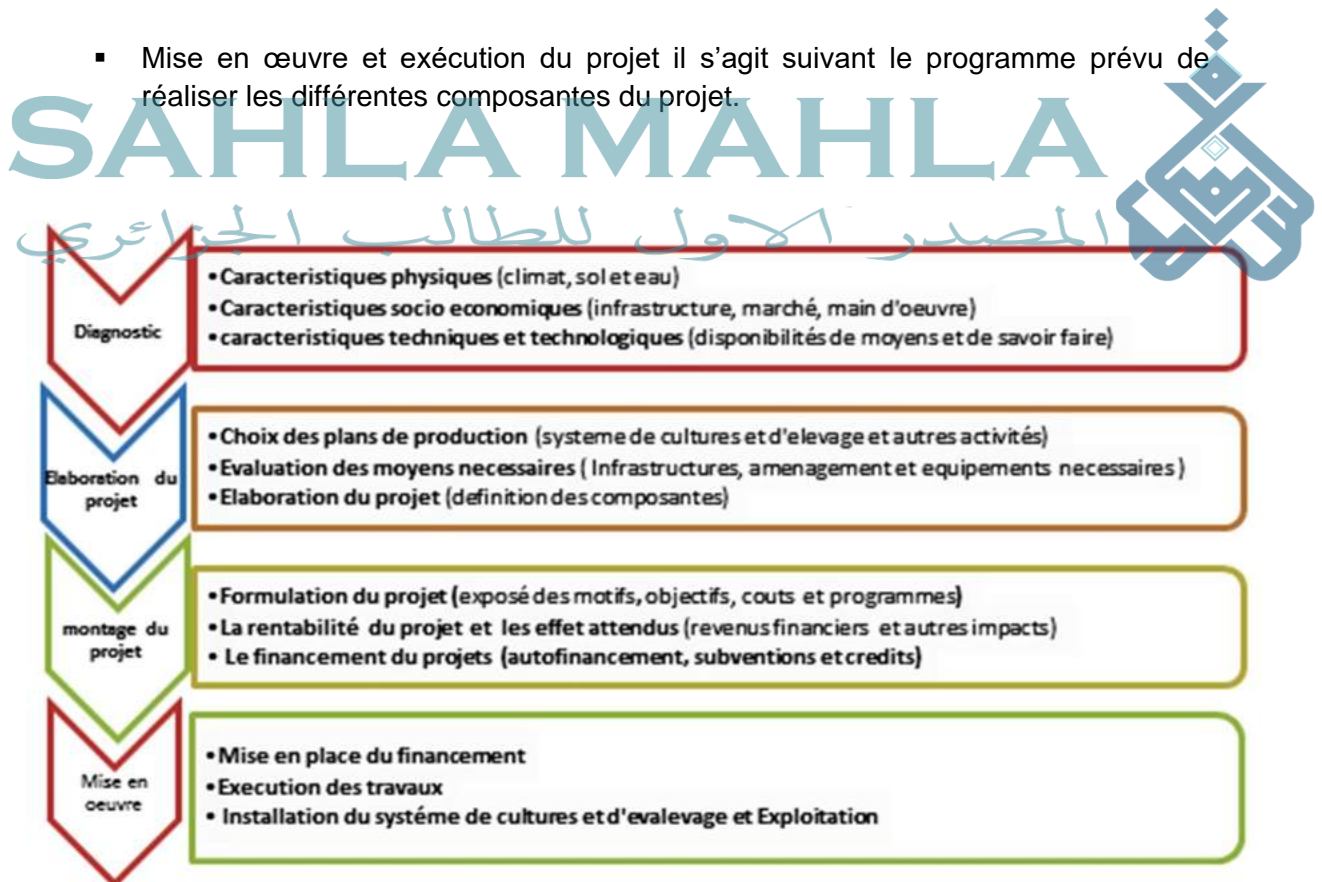 ▪ Mise en œuvre et exécution du projet il s’agit suivant le programme prévu de
réaliser les différentes composantes du projet.
SAHLA MAHLA
المصدر الاول للطالب الجزائري
Diagnostic
•Caracteristiques physiques (climat, sol et eau)
•Caracteristiques socio economiques (infrastructure, marché, main d'oeuvre)
•caracteristiques techniques et technologiques (disponibilités de moyens et de savoir faire)
Elaboration du
projet
•Choix des plans de production (systeme de cultures et d'elevage et autres activités)
•Evaluation des moyens necessaires ( Infrastructures, amenagement et equipements necessaires )
•Elaboration du projet (definition des composantes)
montage du
projet
•Formulation du projet (exposé des motifs, objectifs, couts et programmes)
•La rentabilité du projet et les effet attendus (revenus financiers et autres impacts)
• Le financement du projets (autofinancement, subventions et credits)
Mise en
oeuvre
•Mise en place du financement
•Execution des travaux
• Installation du systéme de cultures et d'evalevage et Exploitation